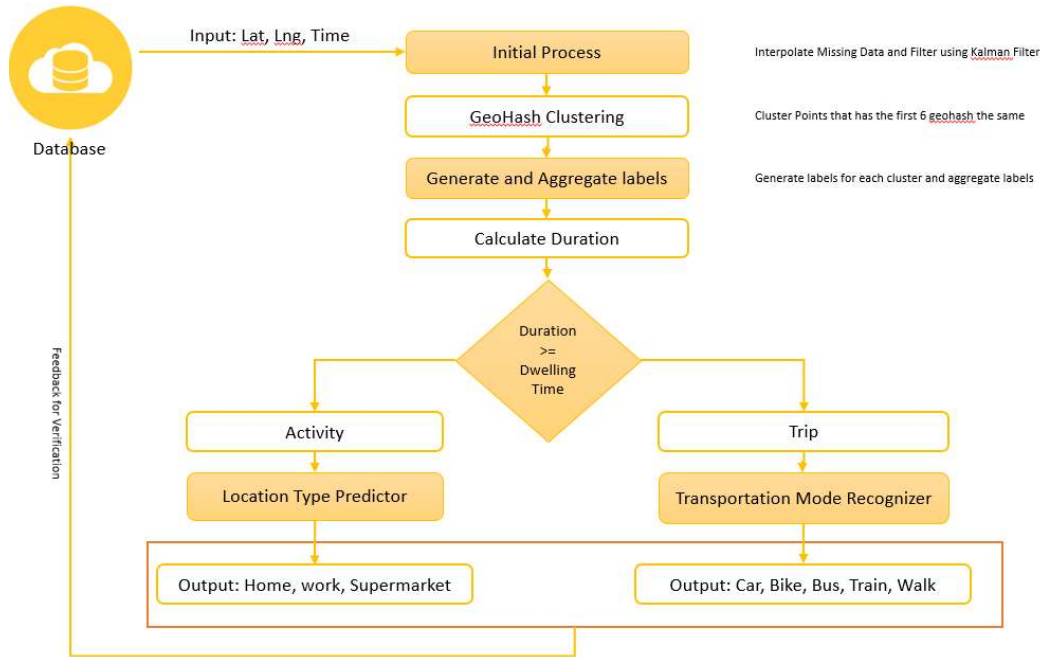 Input: Lat, Lng, Time
Initial Process
Interpolate Missing Data and Filter using Kalman Filter
Database
GeoHash Clustering
Cluster Points that has the first 6 geohash the same
Generate and Aggregate labels
Generate labels for each cluster and aggregate labels
Calculate Duration
Duration
>=
Dwelling
Time
Feedback for Verification
Activity
Trip
Location Type Predictor
Transportation Mode Recognizer
Output: Home, work, Supermarket
Output: Car, Bike, Bus, Train, Walk